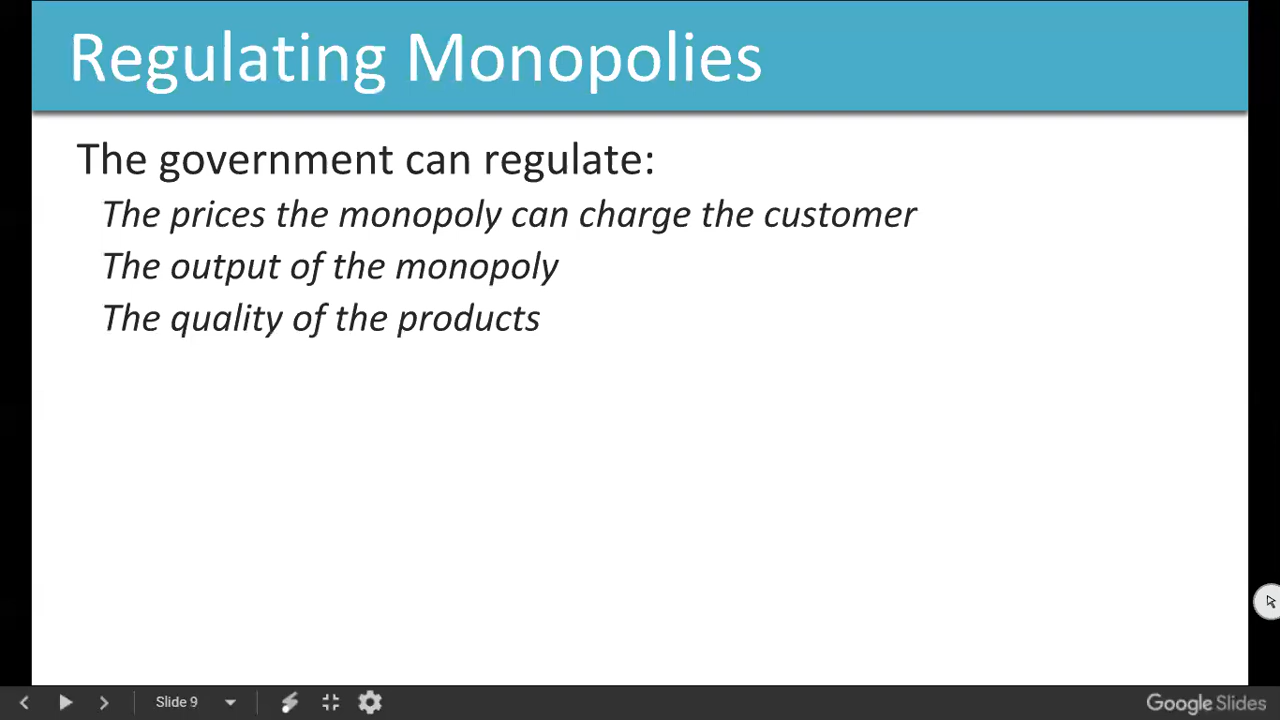 Regulating Monopolies
The government can regulate:
The prices the monopoly can charge the customer
The output of the monopoly
The quality of the products
Slide 9
Google Slides